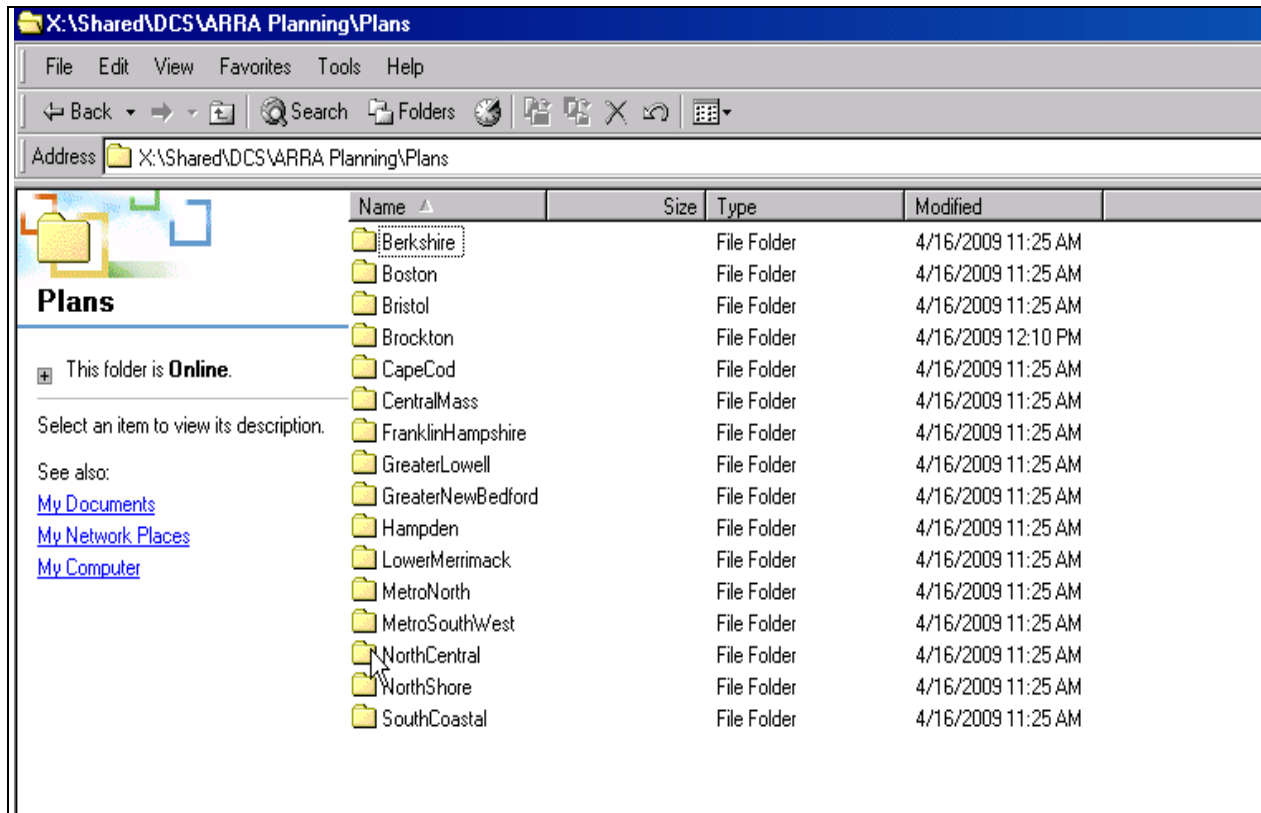 X:\Shared\DCS\ARRA Planning\Plans
File Edit View Favorites Tools Help
Back Search Folders
Address X:\Shared\DCS\ARRA Planning\Plans
Plans
This folder is Online.
Select an item to view its description.
See also:
My Documents
My Network Places
My Computer
Name Size Type Modified
Berkshire File Folder 4/16/2009 11:25 AM
Boston File Folder 4/16/2009 11:25 AM
Bristol File Folder 4/16/2009 11:25 AM
Brockton File Folder 4/16/2009 12:10 PM
CapeCod File Folder 4/16/2009 11:25 AM
CentralMass File Folder 4/16/2009 11:25 AM
FranklinHampshire File Folder 4/16/2009 11:25 AM
GreaterLowell File Folder 4/16/2009 11:25 AM
GreaterNewBedford File Folder 4/16/2009 11:25 AM
Hampden File Folder 4/16/2009 11:25 AM
LowerMerrimack File Folder 4/16/2009 11:25 AM
MetroNorth File Folder 4/16/2009 11:25 AM
MetroSouthWest File Folder 4/16/2009 11:25 AM
NorthCentral File Folder 4/16/2009 11:25 AM
NorthShore File Folder 4/16/2009 11:25 AM
SouthCoastal File Folder 4/16/2009 11:25 AM